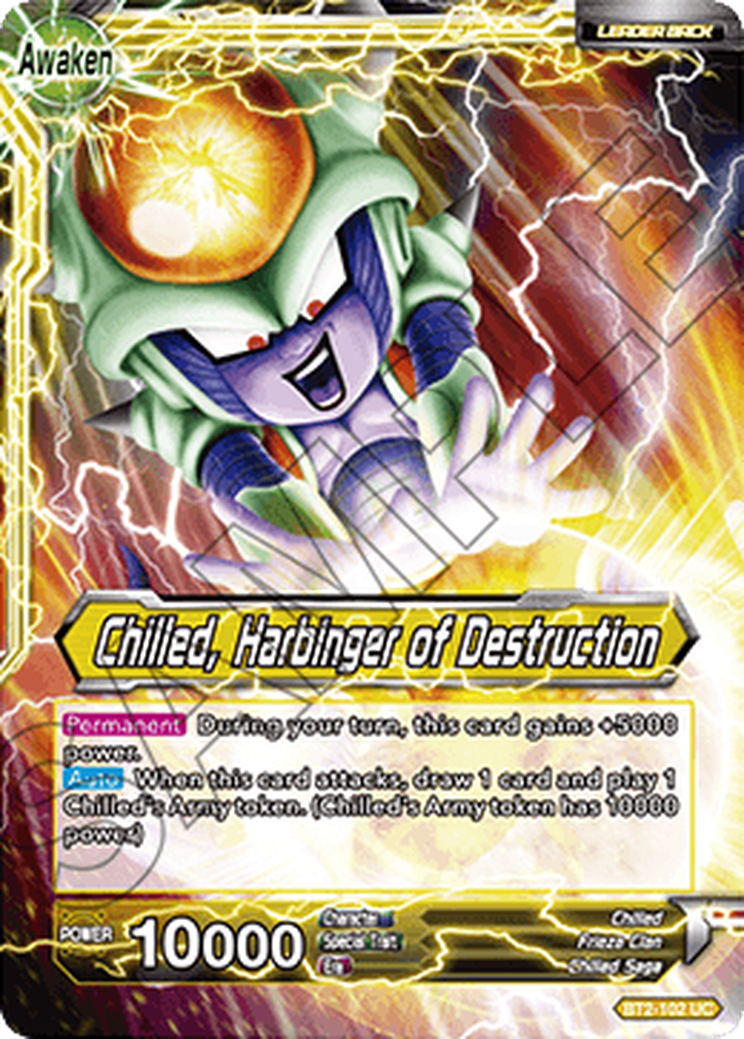 LEADER BACK
Awaken
SAMPLE
Chilled, Harbinger of Destruction
Permanent During your turn, this card gains +5000
power.
Auto When this card attacks, draw 1 card and play 1
Chilled's Army token. (Chilled's Army token has 10000
power)
POWER 10000
Character Chilled
Special Trait Frieza Clan
Era Chilled Saga
BT2-102 UC